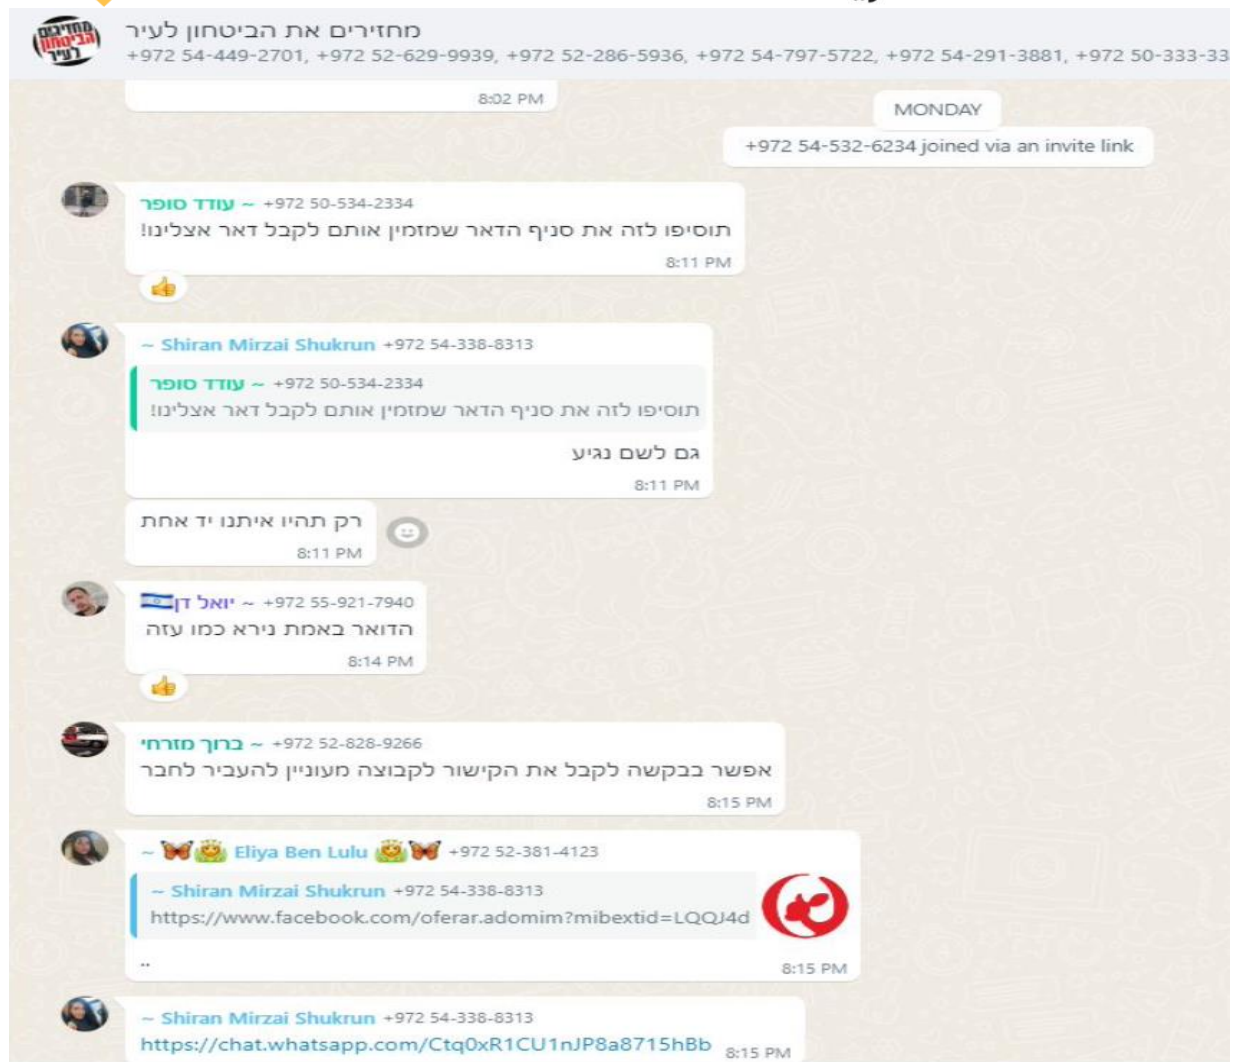 מחזירים
את
הביטחון
לעיר
מחזירים את הביטחון לעיר
+972 54-449-2701, +972 52-629-9939, +972 52-286-5936, +972 54-797-5722, +972 54-291-3881, +972 50-333-33
8:02 PM
MONDAY
+972 54-532-6234 joined via an invite link
עודד סופר ~ +972 50-534-2334
תוסיפו לזה את סניף הדאר שמזמין אותם לקבל דאר אצלינו!
8:11 PM
👍
~ Shiran Mirzai Shukrun +972 54-338-8313
עודד סופר ~ +972 50-534-2334
תוסיפו לזה את סניף הדאר שמזמין אותם לקבל דאר אצלינו!
גם לשם נגיע
8:11 PM
רק תהיו איתנו יד אחת
8:11 PM
יואל דן🇮🇱 ~ +972 55-921-7940
הדואר באמת נירא כמו עזה
8:14 PM
👍
ברוך מזרחי ~ +972 52-828-9266
אפשר בבקשה לקבל את הקישור לקבוצה מעוניין להעביר לחבר
8:15 PM
~ 🦋👸 Eliya Ben Lulu 👸🦋 +972 52-381-4123
~ Shiran Mirzai Shukrun +972 54-338-8313
https://www.facebook.com/oferar.adomim?mibextid=LQQJ4d
..
8:15 PM
~ Shiran Mirzai Shukrun +972 54-338-8313
https://chat.whatsapp.com/Ctq0xR1CU1nJP8a8715hBb
8:15 PM